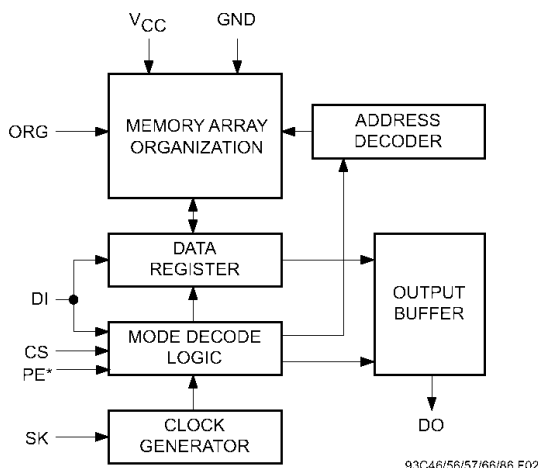 VCC GND
ORG
MEMORY ARRAY
ORGANIZATION
ADDRESS
DECODER
DATA
REGISTER
DI
OUTPUT
BUFFER
MODE DECODE
LOGIC
CS
PE*
CLOCK
GENERATOR
SK
DO
93C46/56/57/66/86 F02